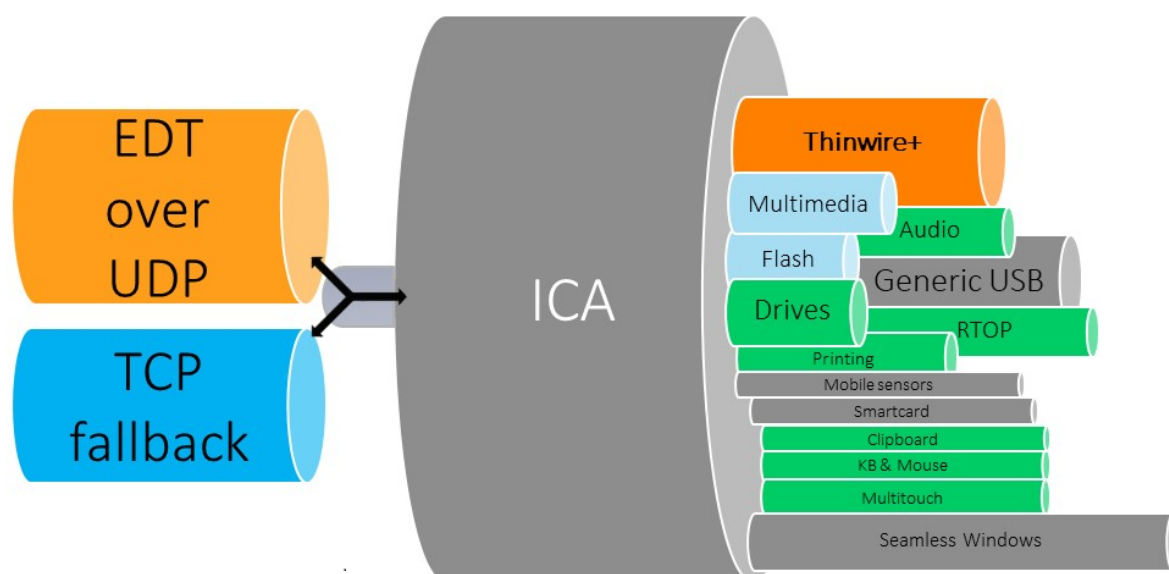 EDT
over
UDP
TCP
fallback
ICA
Thinwire+
Multimedia
Audio
Flash
Generic USB
Drives
RTOP
Printing
Mobile sensors
Smartcard
Clipboard
KB & Mouse
Multitouch
Seamless Windows